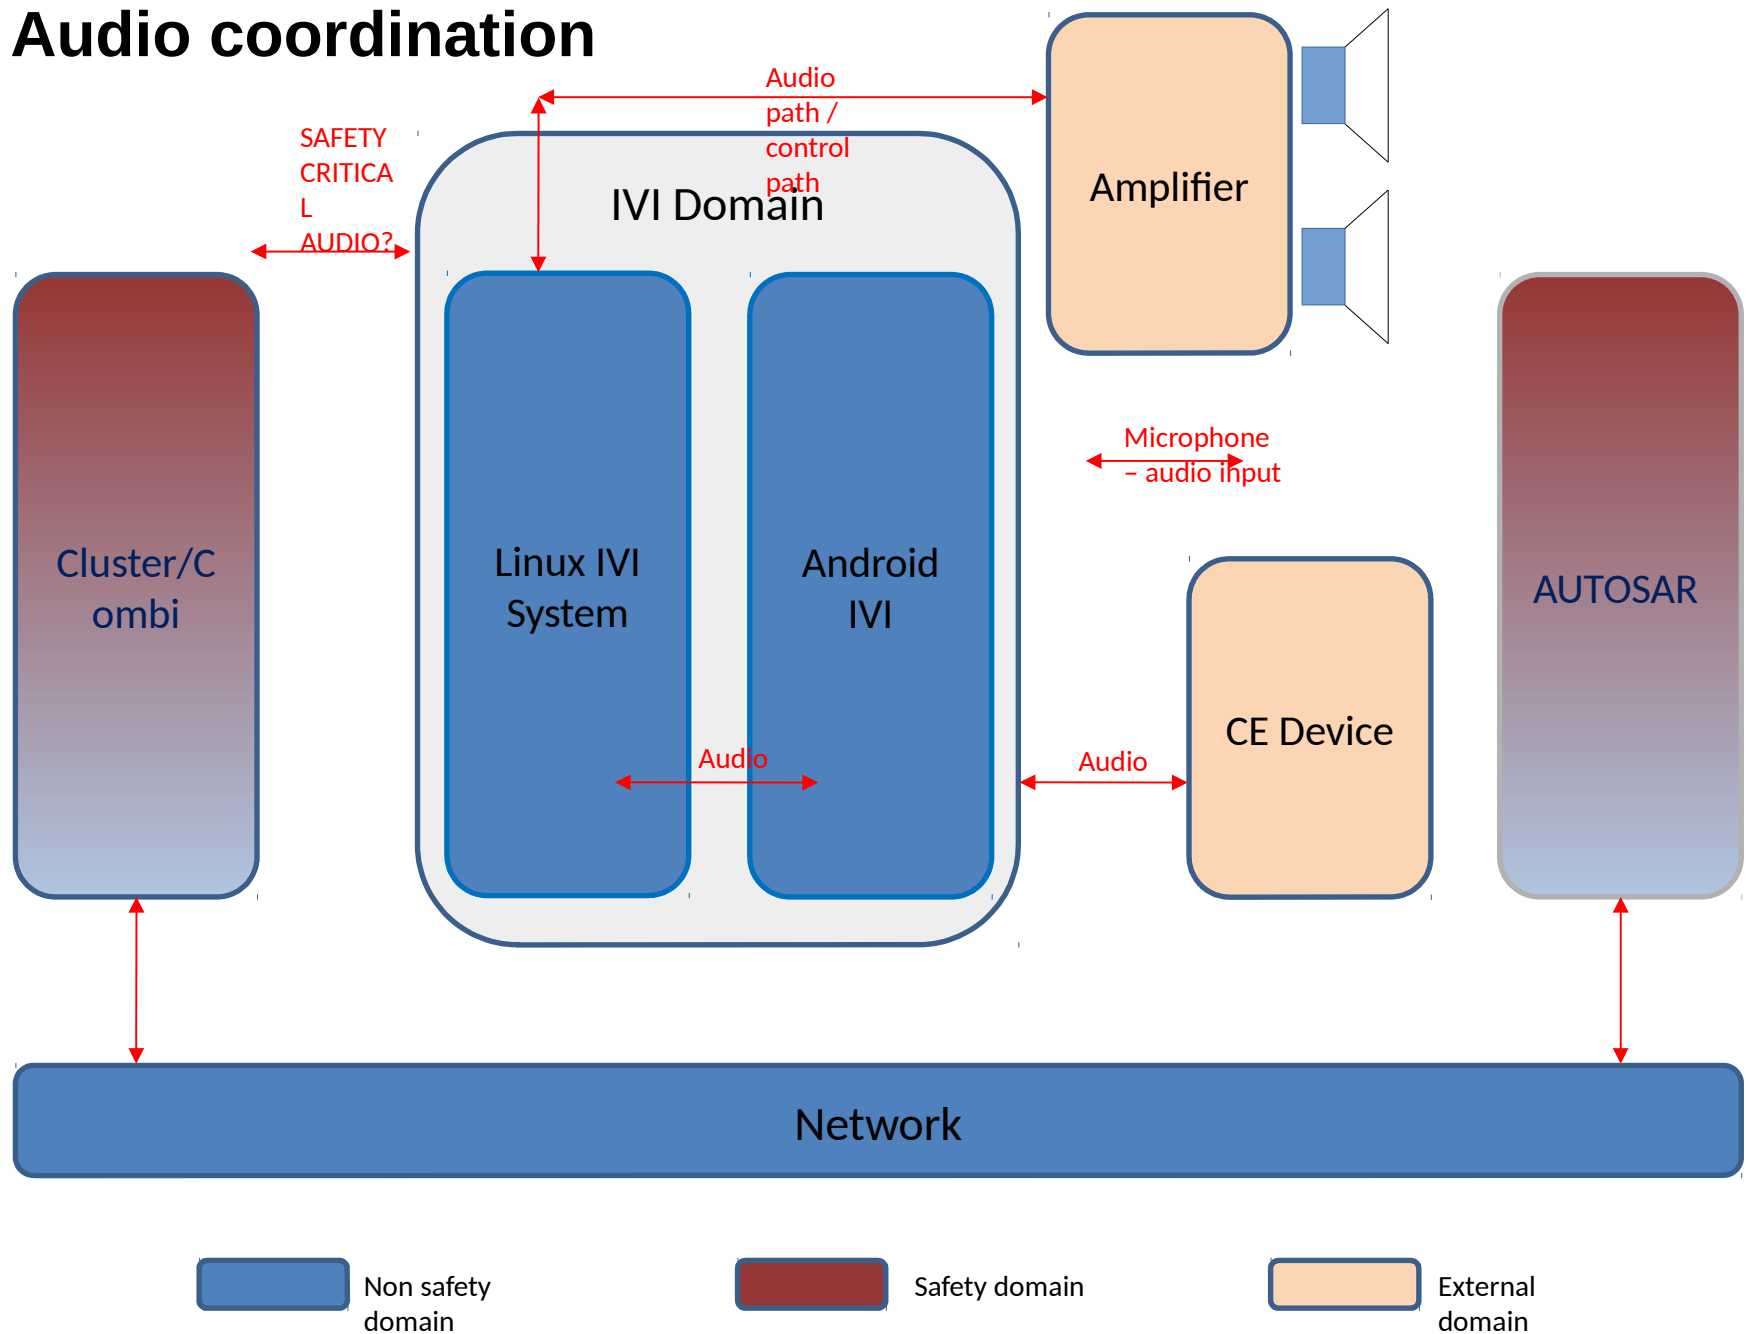 Audio coordination
Audio
path /
control
path
SAFETY
CRITICA
L
AUDIO?
IVI Domain
Amplifier
Microphone
– audio input
Cluster/C
ombi
Linux IVI
System
Android
IVI
AUTOSAR
CE Device
Audio
Audio
Network
Non safety
domain
Safety domain
External
domain